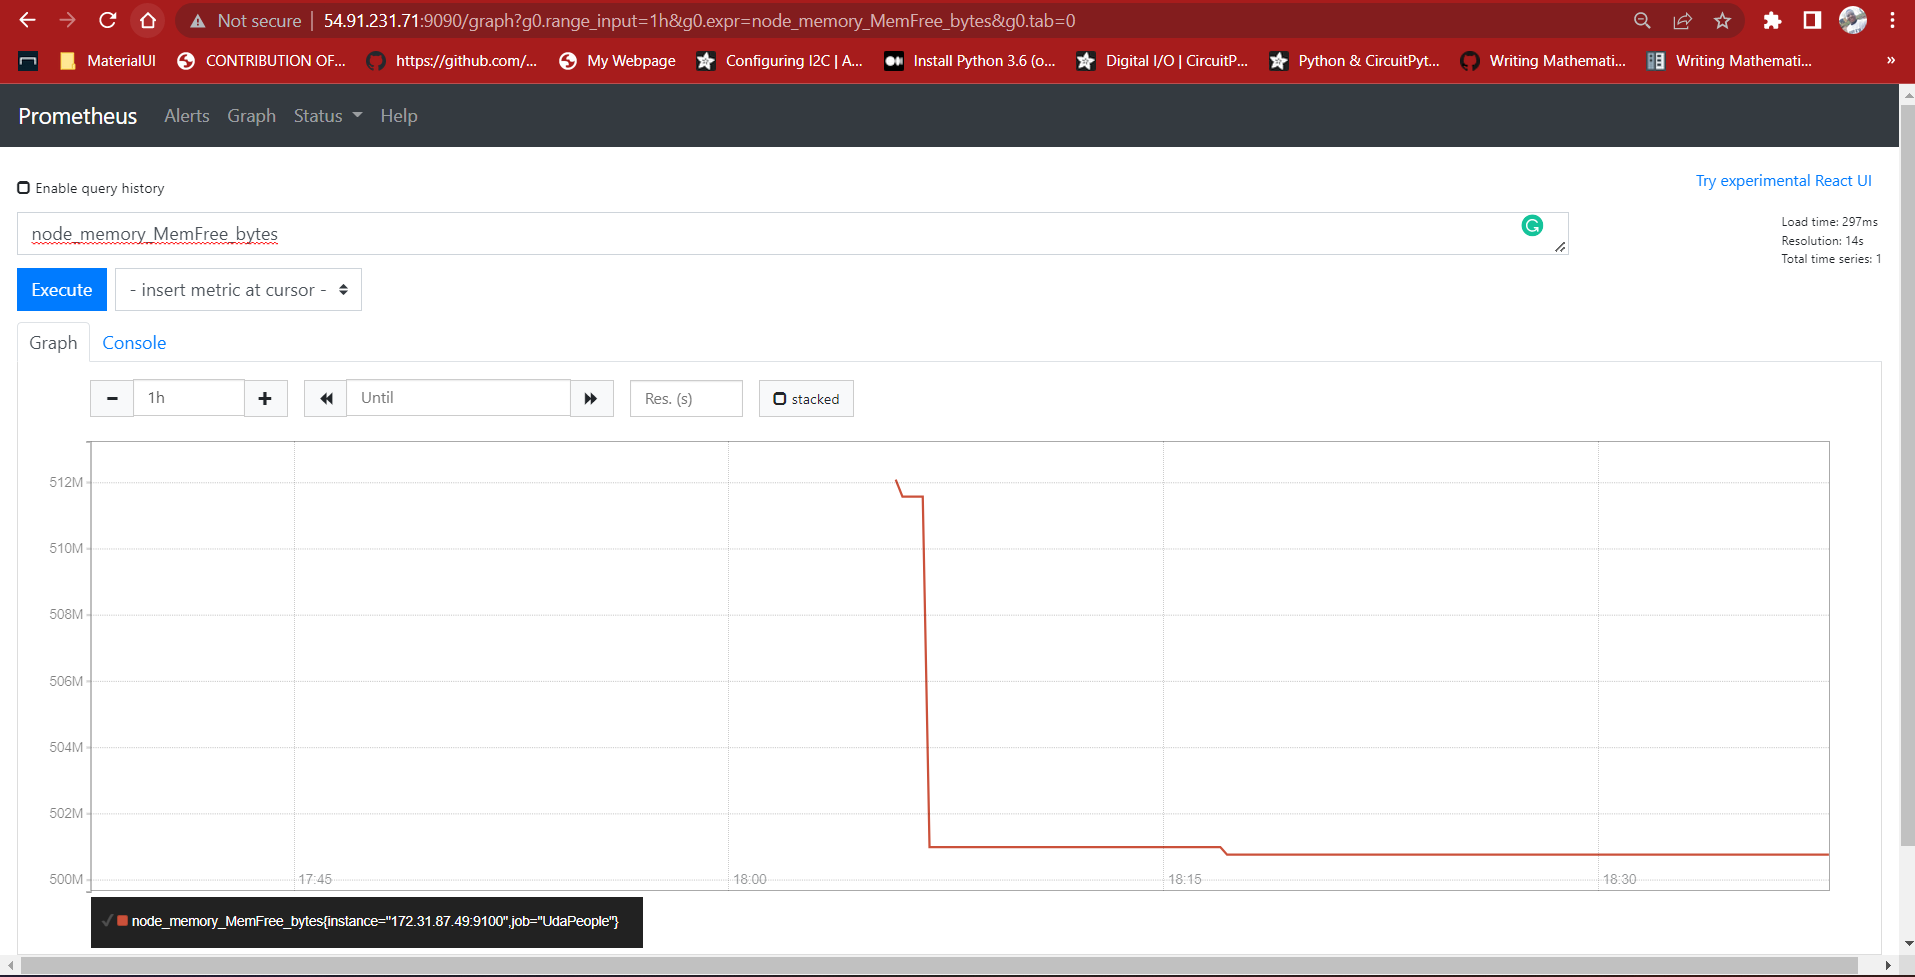 Not secure | 54.91.231.71:9090/graph?g0.range_input=1h&g0.expr=node_memory_MemFree_bytes&g0.tab=0
MaterialUI CONTRIBUTION OF... https://github.com/... My Webpage Configuring I2C | A... Install Python 3.6 (o... Digital I/O | CircuitP... Python & CircuitPyt... Writing Mathemati... Writing Mathemati... »
Prometheus Alerts Graph Status Help
Enable query history
Try experimental React UI
node_memory_MemFree_bytes
Load time: 297ms
Resolution: 14s
Total time series: 1
Execute - insert metric at cursor -
Graph Console
1h Until Res. (s) stacked
512M
510M
508M
506M
504M
502M
500M
17:45 18:00 18:15 18:30
node_memory_MemFree_bytes{instance="172.31.87.49:9100",job="UdaPeople"}